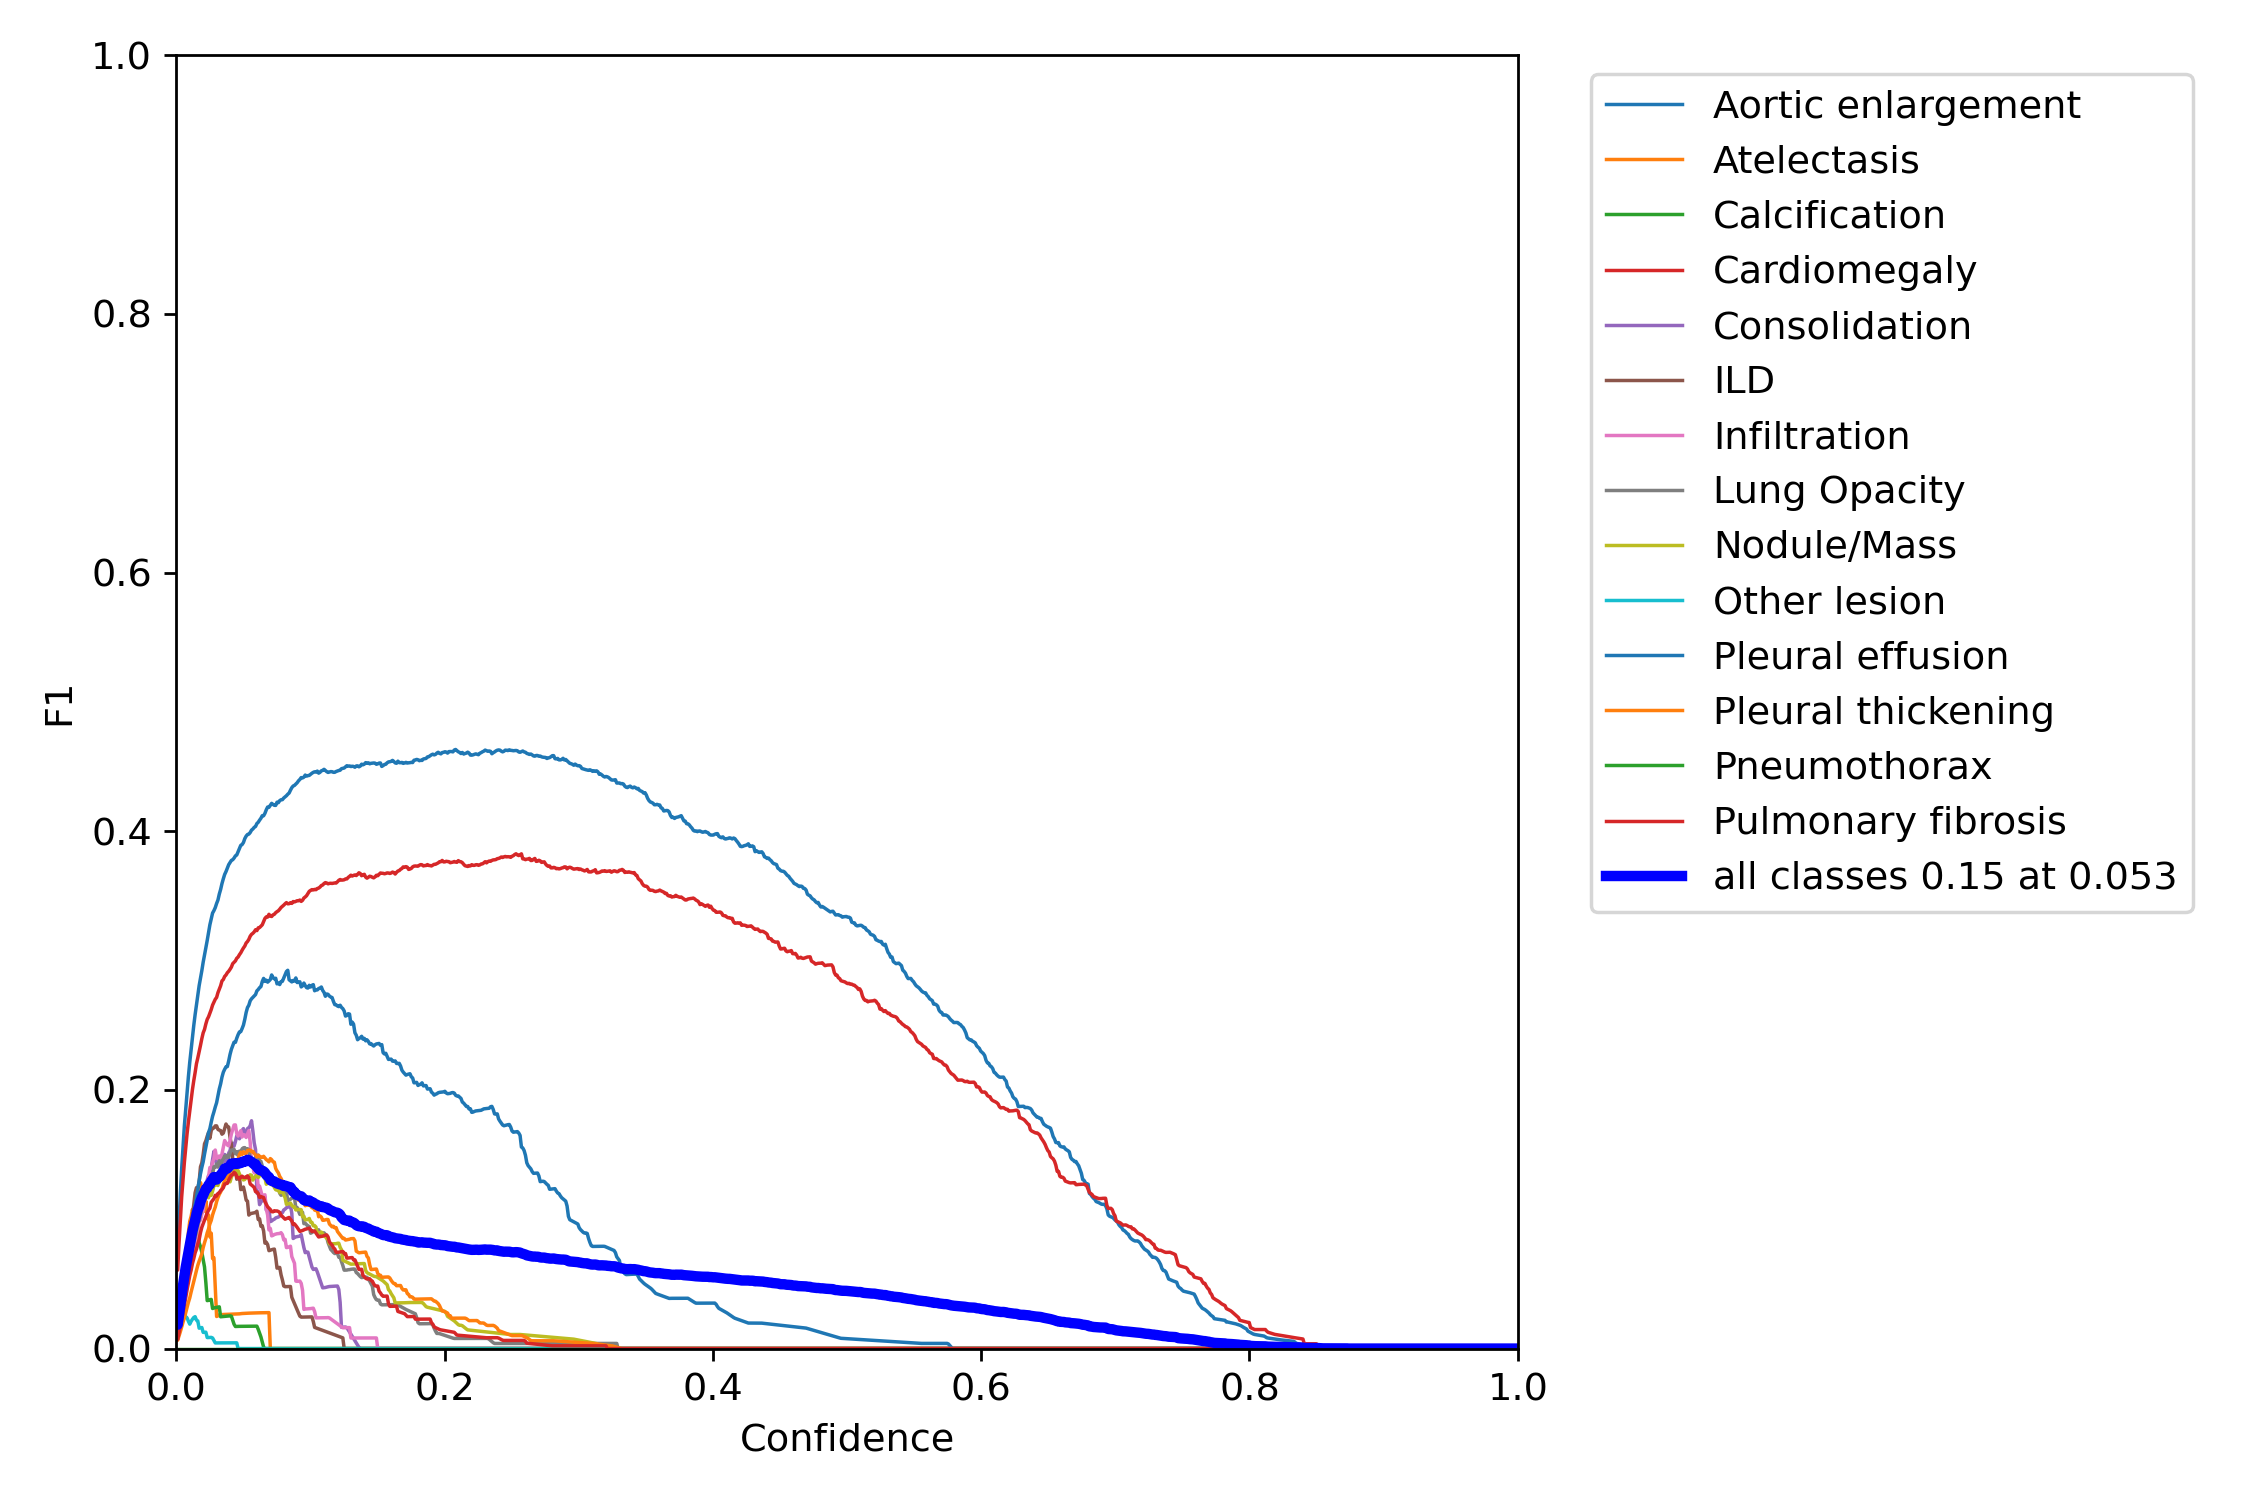 1.0
0.8
0.6
0.4
0.2
0.0
F1
0.0 0.2 0.4 0.6 0.8 1.0
Confidence
Aortic enlargement
Atelectasis
Calcification
Cardiomegaly
Consolidation
ILD
Infiltration
Lung Opacity
Nodule/Mass
Other lesion
Pleural effusion
Pleural thickening
Pneumothorax
Pulmonary fibrosis
all classes 0.15 at 0.053